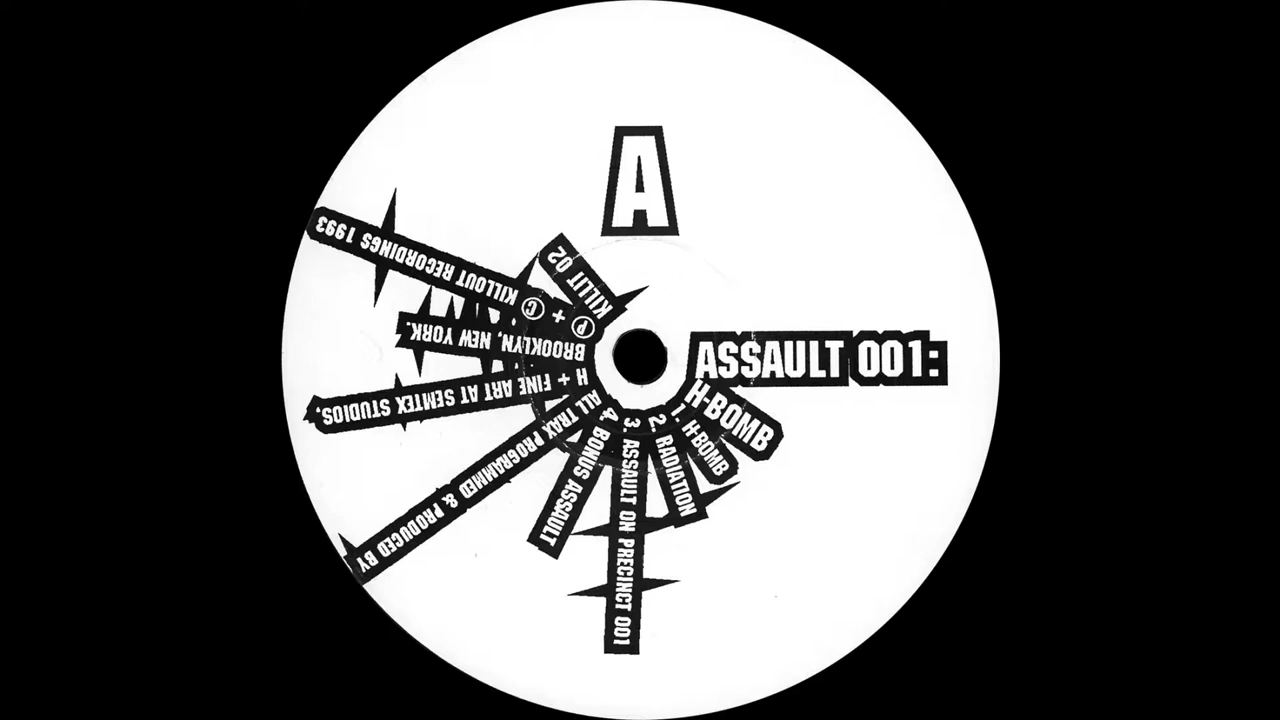 A
ASSAULT 001:
H-BOMB
1. H-BOMB
2. RADIATION
3. ASSAULT ON PRECINCT 001
4. BONUS ASSAULT
ALL TRAX PROGRAMMED & PRODUCED BY
H + FINE ART AT SEMTEX STUDIOS,
BROOKLYN, NEW YORK.
Ⓟ + © KILLOUT RECORDINGS 1993
KILLIT 02